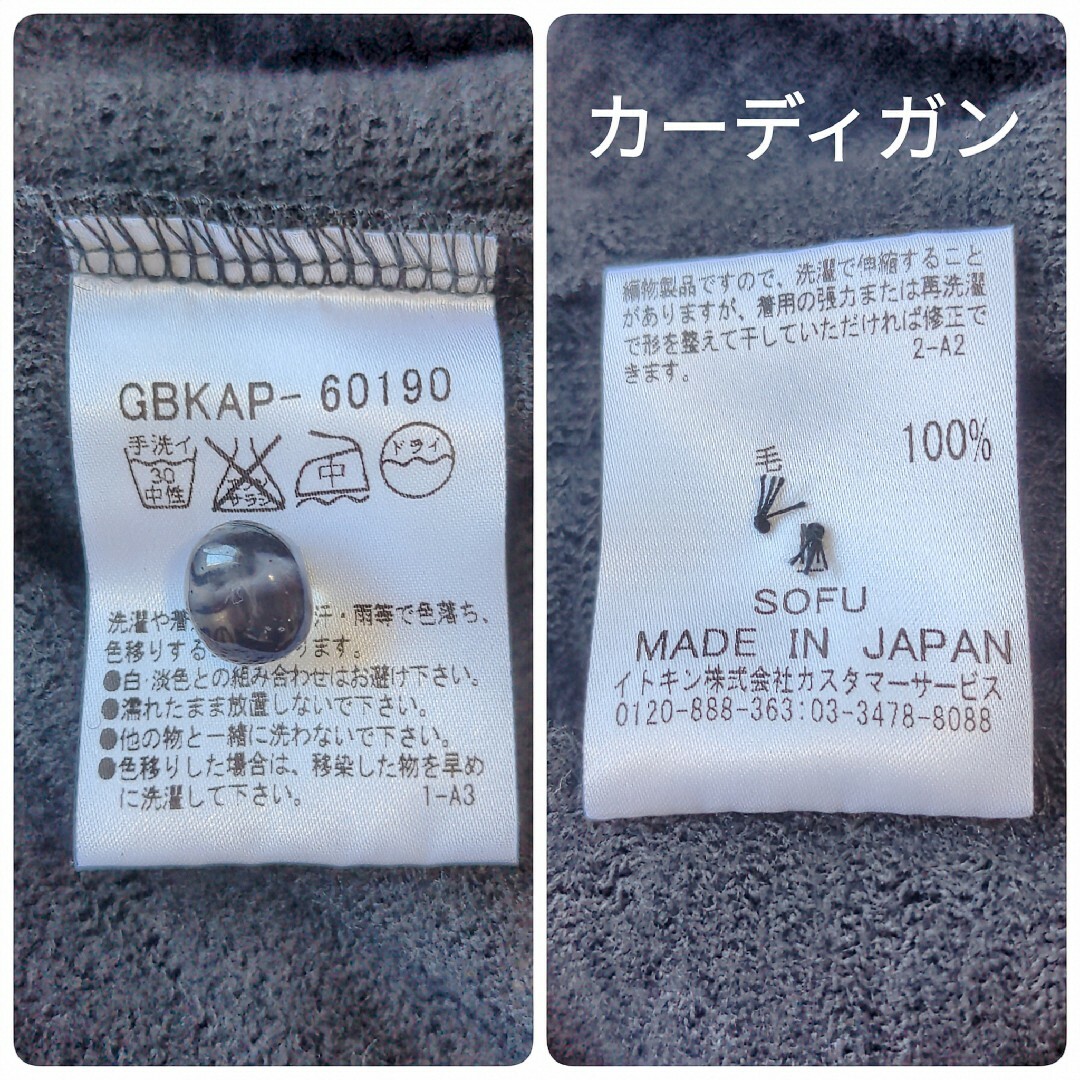 GBKAP-60190
手洗イ ドライ
30 中
中性 サラシ
洗濯や 汗・雨等で色落ち、
色移りする ます。
●白・淡色との組み合わせはお避け下さい。
●濡れたまま放置しないで下さい。
●他の物と一緒に洗わないで下さい。
●色移りした場合は、移染した物を早め
に洗濯して下さい。 1-A3
カーディガン
編物製品ですので、洗濯で伸縮すること
がありますが、着用の張力または再洗濯
で形を整えて干していただければ修正で
きます。 2-A2
100%
毛
SOFU
MADE IN JAPAN
イトキン株式会社カスタマーサービス
0120-888-363:03-3478-8088